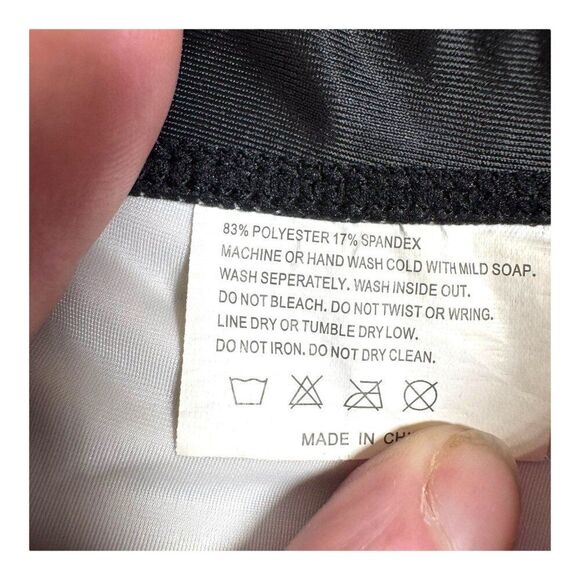 83% POLYESTER 17% SPANDEX
MACHINE OR HAND WASH COLD WITH MILD SOAP.
WASH SEPERATELY. WASH INSIDE OUT.
DO NOT BLEACH. DO NOT TWIST OR WRING.
LINE DRY OR TUMBLE DRY LOW.
DO NOT IRON. DO NOT DRY CLEAN.
MADE IN